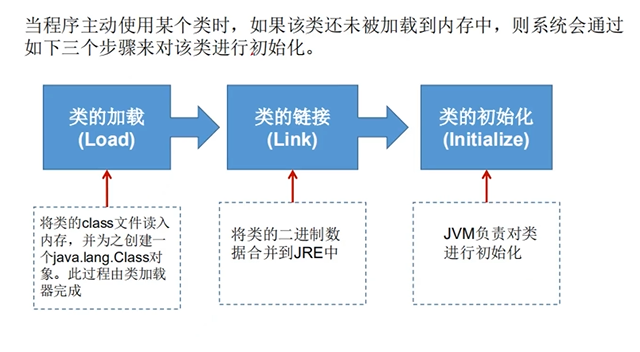 当程序主动使用某个类时，如果该类还未被加载到内存中，则系统会通过
如下三个步骤来对该类进行初始化。
类的加载
(Load)
类的链接
(Link)
类的初始化
(Initialize)
将类的class文件读入
内存，并为之创建一
个java.lang.Class对
象。此过程由类加载
器完成
将类的二进制数
据合并到JRE中
JVM负责对类
进行初始化